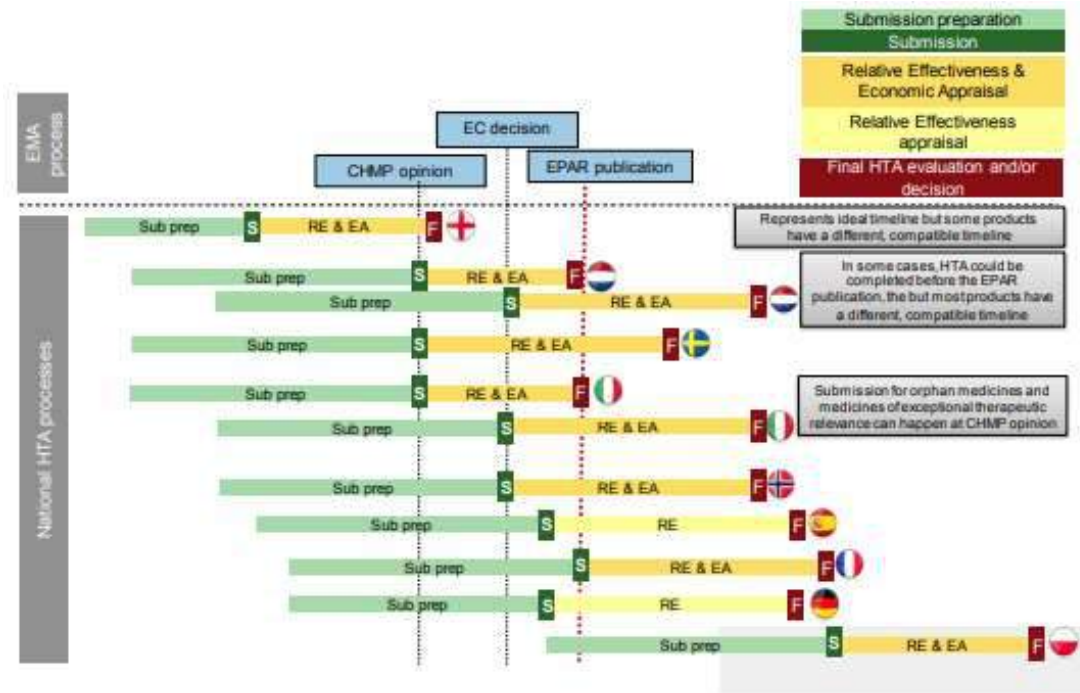 Submission preparation
Submission
Relative Effectiveness &
Economic Appraisal
Relative Effectiveness
appraisal
Final HTA evaluation and/or
decision
EMA
process
EC decision
CHMP opinion
EPAR publication
National HTA processes
Sub prep S RE & EA F
Represents ideal timeline but some products
have a different, compatible timeline
Sub prep S RE & EA F
Sub prep S RE & EA F
In some cases, HTA could be
completed before the EPAR
publication, the but most products have
a different, compatible timeline
Sub prep S RE & EA F
Sub prep S RE & EA F
Sub prep S RE & EA F
Submission for orphan medicines and
medicines of exceptional therapeutic
relevance can happen at CHMP opinion
Sub prep S RE & EA F
Sub prep S RE F
Sub prep S RE & EA F
Sub prep S RE F
Sub prep S RE & EA F